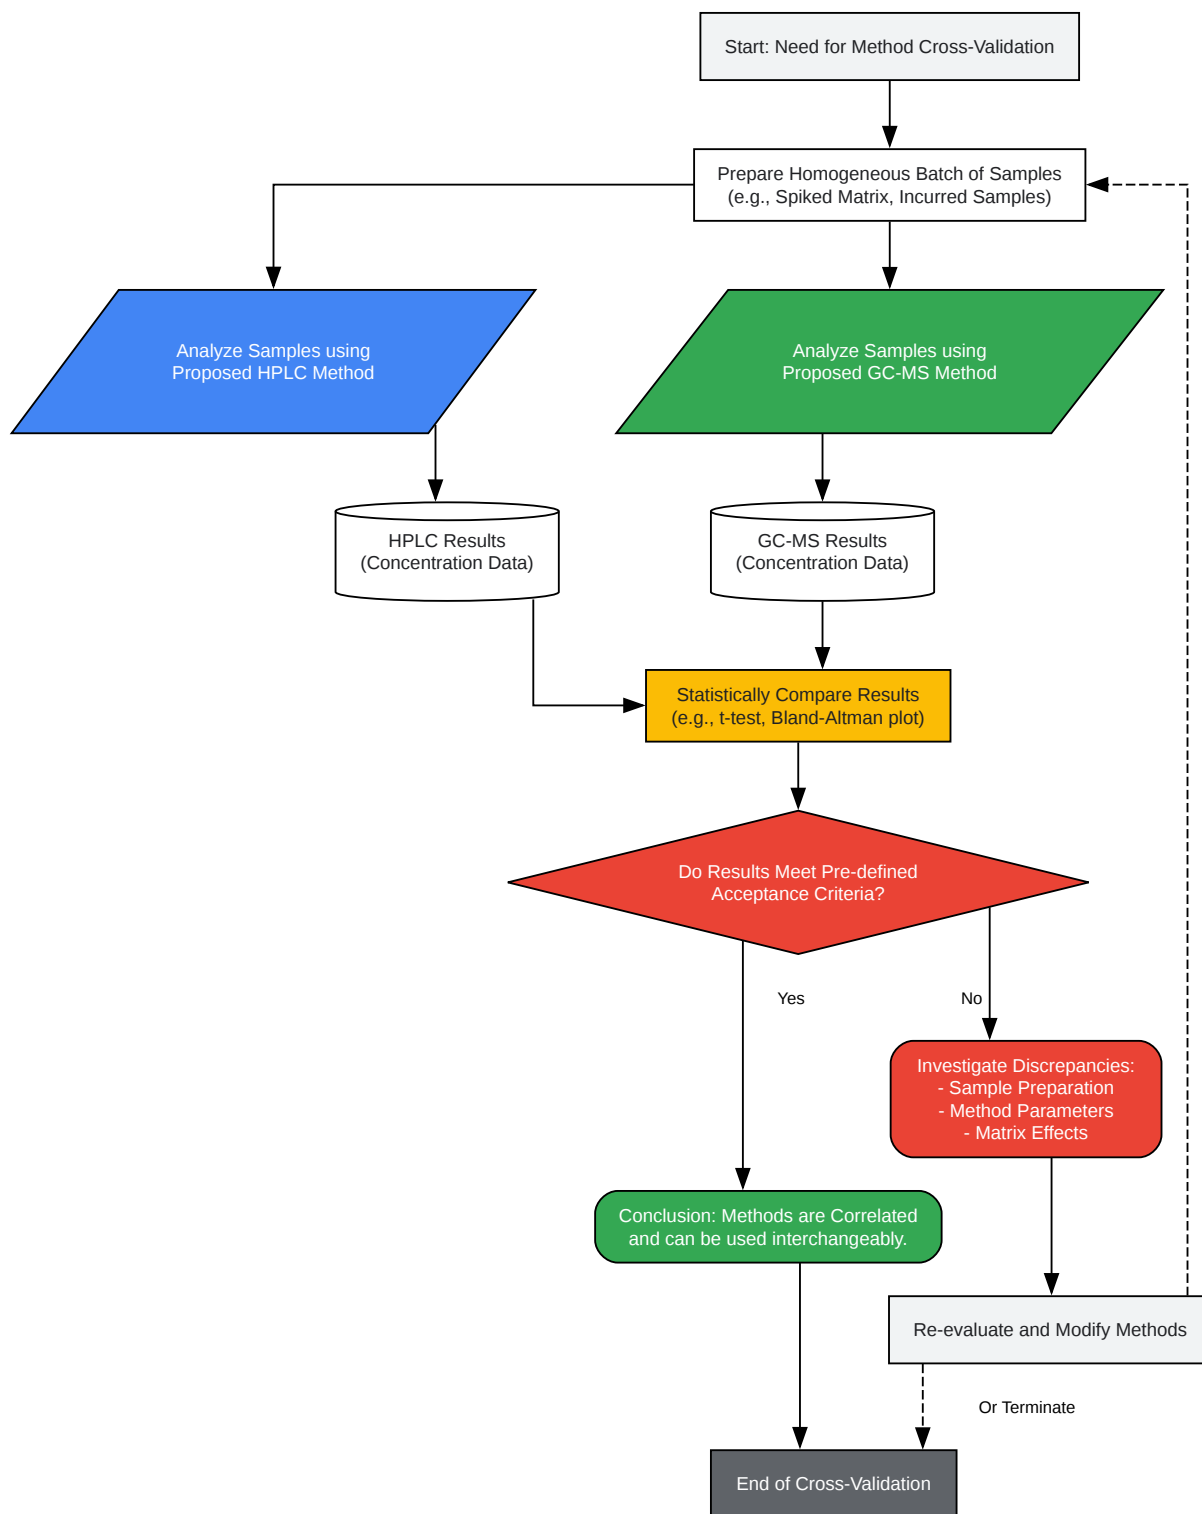 Start: Need for Method Cross-Validation
Prepare Homogeneous Batch of Samples
(e.g., Spiked Matrix, Incurred Samples)
Analyze Samples using
Proposed HPLC Method
Analyze Samples using
Proposed GC-MS Method
HPLC Results
(Concentration Data)
GC-MS Results
(Concentration Data)
Statistically Compare Results
(e.g., t-test, Bland-Altman plot)
Do Results Meet Pre-defined
Acceptance Criteria?
Yes
No
Investigate Discrepancies:
- Sample Preparation
- Method Parameters
- Matrix Effects
Conclusion: Methods are Correlated
and can be used interchangeably.
Re-evaluate and Modify Methods
Or Terminate
End of Cross-Validation